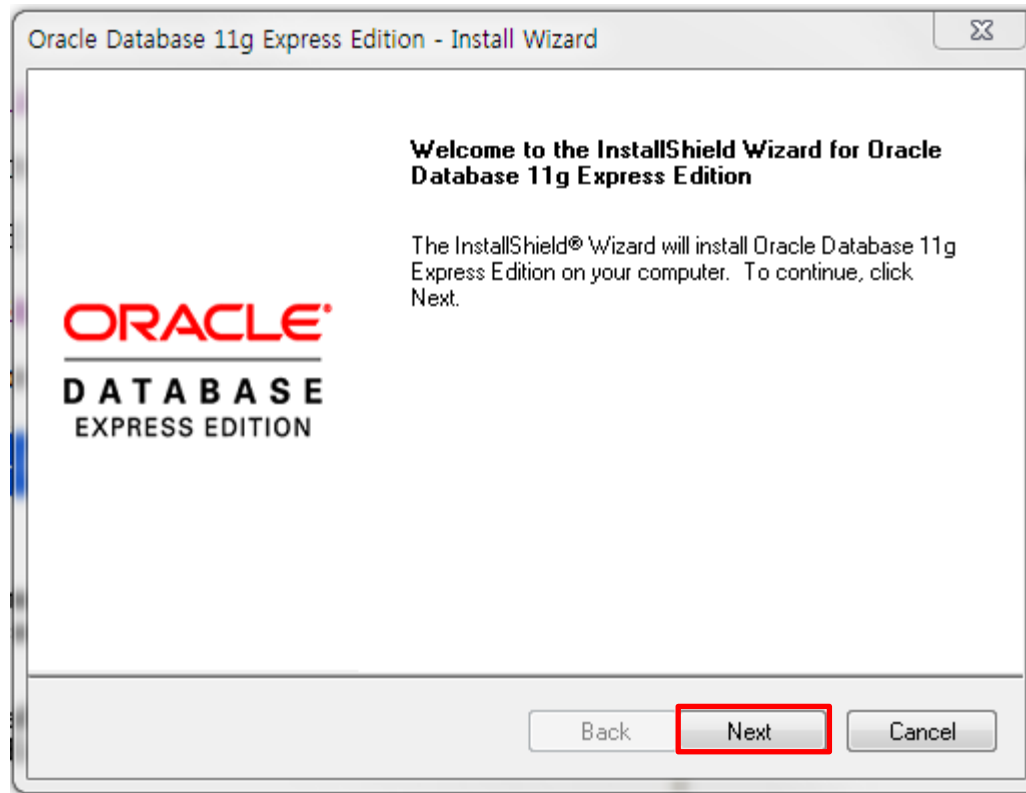 Oracle Database 11g Express Edition - Install Wizard
Welcome to the InstallShield Wizard for Oracle
Database 11g Express Edition
The InstallShield® Wizard will install Oracle Database 11g
Express Edition on your computer. To continue, click
Next.
ORACLE
DATABASE
EXPRESS EDITION
Back
Next
Cancel